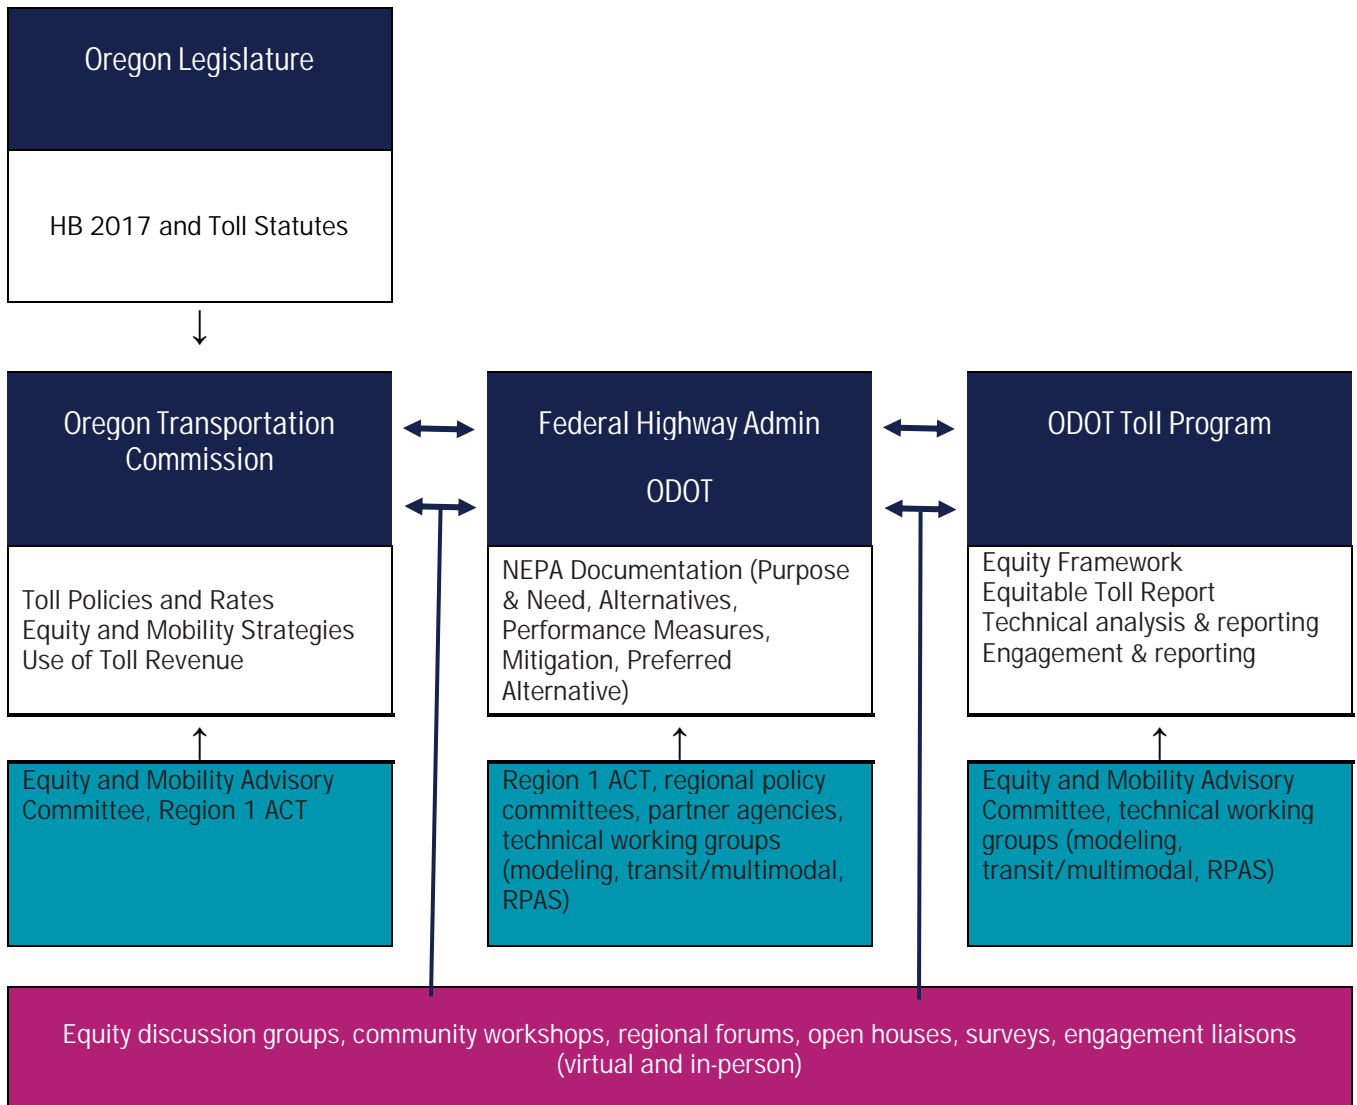 Oregon Legislature
HB 2017 and Toll Statutes
Oregon Transportation
Commission
Federal Highway Admin
ODOT
ODOT Toll Program
Toll Policies and Rates
Equity and Mobility Strategies
Use of Toll Revenue
NEPA Documentation (Purpose
& Need, Alternatives,
Performance Measures,
Mitigation, Preferred
Alternative)
Equity Framework
Equitable Toll Report
Technical analysis & reporting
Engagement & reporting
Equity and Mobility Advisory
Committee, Region 1 ACT
Region 1 ACT, regional policy
committees, partner agencies,
technical working groups
(modeling, transit/multimodal,
RPAS)
Equity and Mobility Advisory
Committee, technical working
groups (modeling,
transit/multimodal, RPAS)
Equity discussion groups, community workshops, regional forums, open houses, surveys, engagement liaisons
(virtual and in-person)